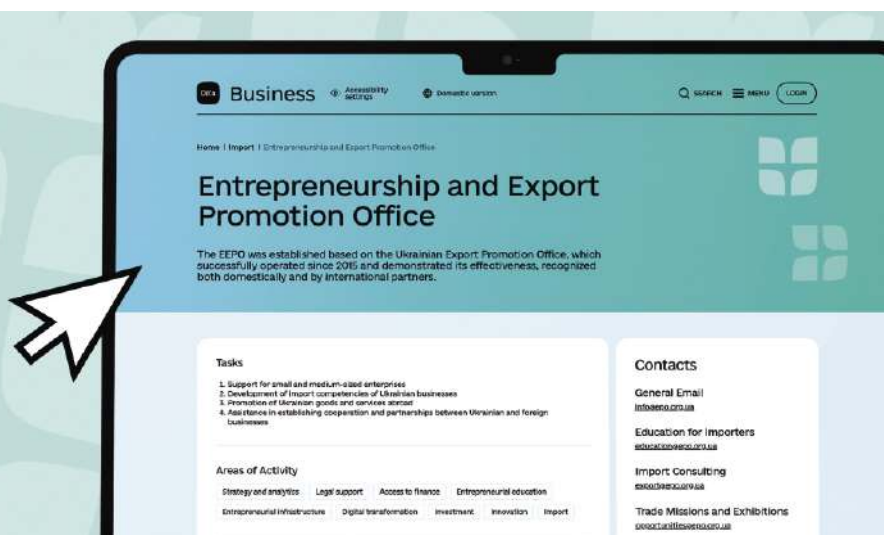 Diia Business
Accessibility settings
Domestic version
SEARCH MENU LOGIN
Home | Import | Entrepreneurship and Export Promotion Office
Entrepreneurship and Export
Promotion Office
The EEPO was established based on the Ukrainian Export Promotion Office, which
successfully operated since 2015 and demonstrated its effectiveness, recognized
both domestically and by international partners.
Tasks
1. Support for small and medium-sized enterprises
2. Development of import competencies of Ukrainian businesses
3. Promotion of Ukrainian goods and services abroad
4. Assistance in establishing cooperation and partnerships between Ukrainian and foreign
businesses
Areas of Activity
Strategy and analytics Legal support Access to finance Entrepreneurial education
Entrepreneurial infrastructure Digital transformation Investment Innovation Import
Contacts
General Email
Education for Importers
Import Consulting
Trade Missions and Exhibitions